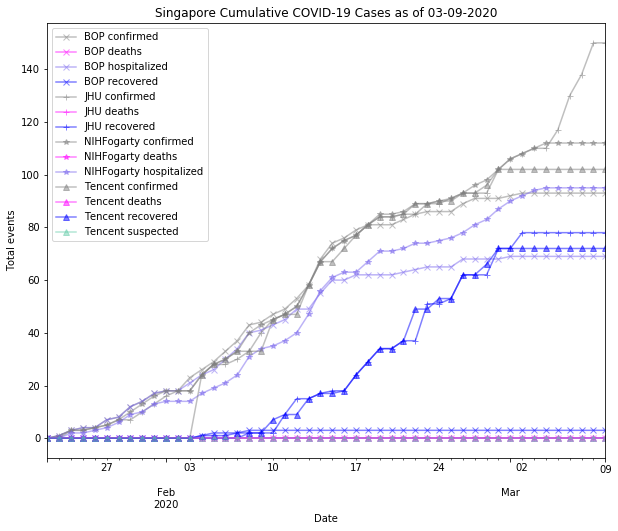 Singapore Cumulative COVID-19 Cases as of 03-09-2020
BOP confirmed
BOP deaths
BOP hospitalized
BOP recovered
JHU confirmed
JHU deaths
JHU recovered
NIHFogarty confirmed
NIHFogarty deaths
NIHFogarty hospitalized
Tencent confirmed
Tencent deaths
Tencent recovered
Tencent suspected
140
120
100
80
60
40
20
0
Total events
27 03 10 17 24 02 09
Feb Mar
2020
Date